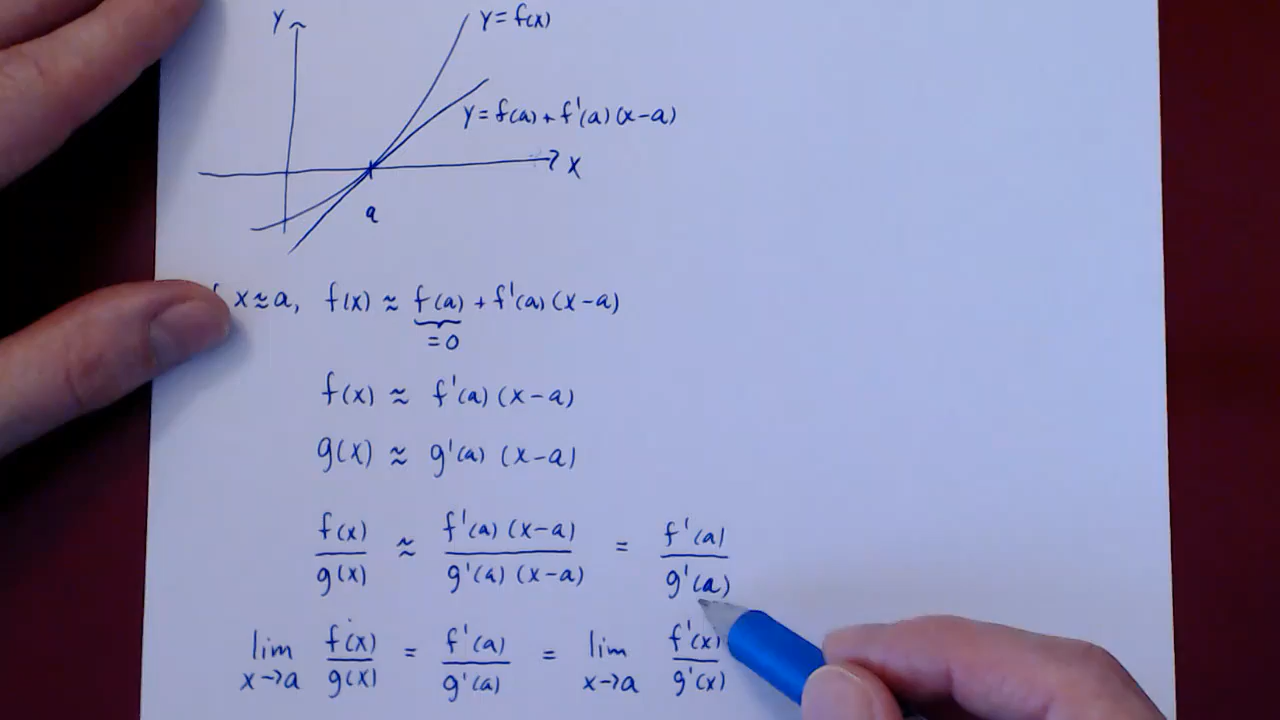 y = f(x)
y = f(a) + f'(a)(x-a)
Y
X
a
x ≈ a, f(x) ≈ f(a) + f'(a)(x-a)
= 0
f(x) ≈ f'(a)(x-a)
g(x) ≈ g'(a)(x-a)
f(x)/g(x) ≈ f'(a)(x-a)/g'(a)(x-a) = f'(a)/g'(a)
lim x→a f(x)/g(x) = f'(a)/g'(a) = lim x→a f'(x)/g'(x)